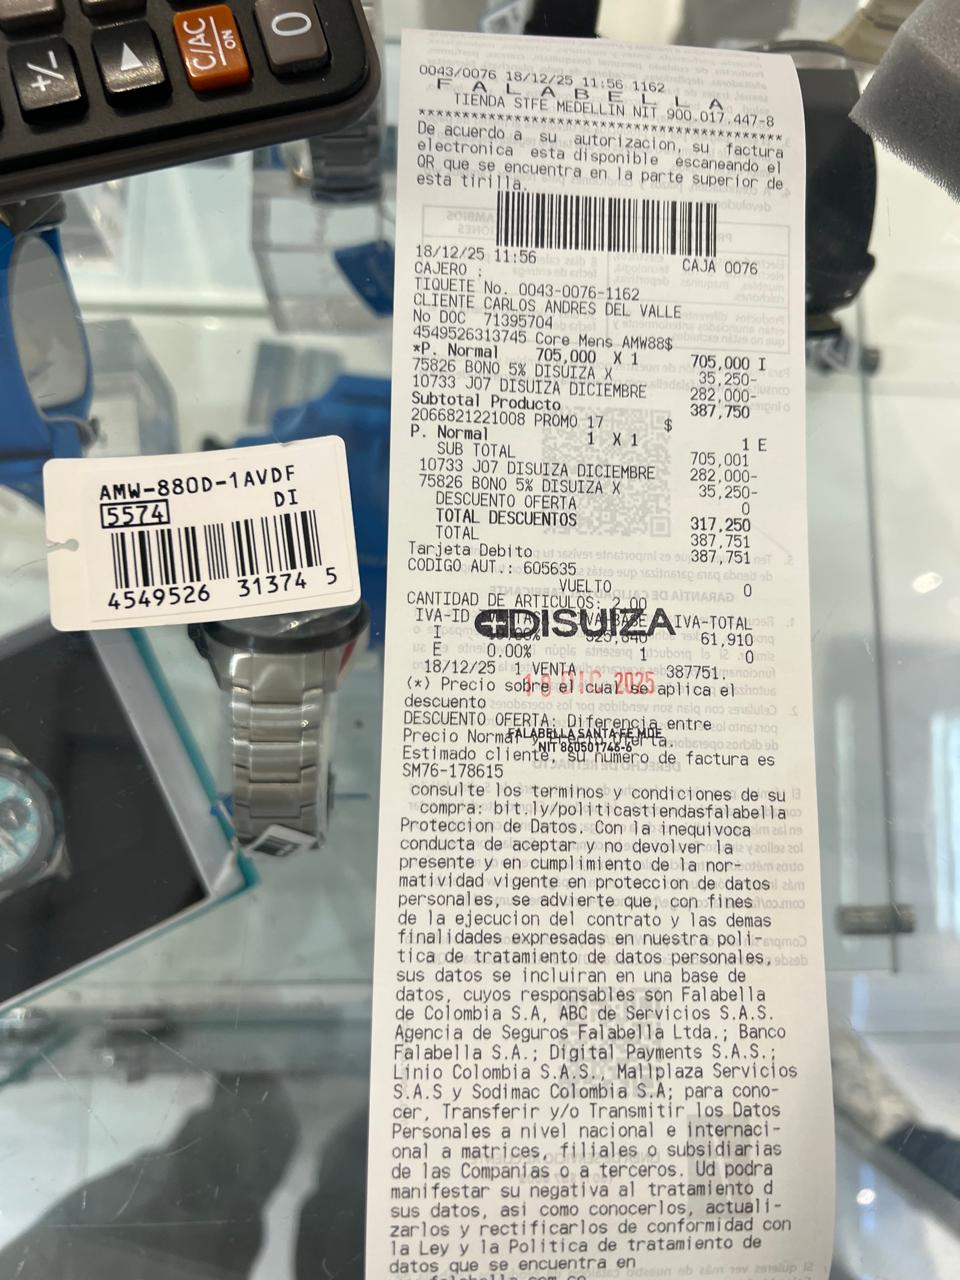 +/-
▲
C/AC
ON
0
0043/0076 18/12/25 11:56 1162
F A L A B E L L A
TIENDA STFE MEDELLIN NIT 900.017.447-8
****************************************
De acuerdo a su autorizacion, su factura
electronica esta disponible escaneando el
QR que se encuentra en la parte superior de
esta tirilla.
18/12/25 11:56 CAJA 0076
CAJERO :
TIQUETE No. 0043-0076-1162
CLIENTE CARLOS ANDRES DEL VALLE
No DOC 71395704
4549526313745 Core Mens AMW88$
*P. Normal 705,000 X 1 705,000 I
75826 BONO 5% DISUIZA X 35,250-
10733 J07 DISUIZA DICIEMBRE 282,000-
Subtotal Producto 387,750
2066821221008 PROMO 17 $
P. Normal 1 X 1 1 E
SUB TOTAL 705,001
10733 J07 DISUIZA DICIEMBRE 282,000-
75826 BONO 5% DISUIZA X 35,250-
DESCUENTO OFERTA 0
TOTAL DESCUENTOS 317,250
TOTAL 387,751
Tarjeta Debito 387,751
CODIGO AUT.: 605635
VUELTO 0
CANTIDAD DE ARTICULOS: 2.00
IVA-ID IVA-TOTAL
DISUIZA
I 61,910
E 0.00% 1 0
18/12/25 1 VENTA 387751.
DIC 2025
(*) Precio sobre el cual se aplica el
descuento
DESCUENTO OFERTA: Diferencia entre
Precio Normal y Precio Oferta.
FALABELLA SANTA FE MDE
NIT 860501746-6
Estimado cliente, su numero de factura es
SM76-178615
consulte los terminos y condiciones de su
compra: bit.ly/politicastiendasfalabella
Proteccion de Datos: Con la inequivoca
conducta de aceptar y no devolver la
presente y en cumplimiento de la nor-
matividad vigente en proteccion de datos
personales, se advierte que, con fines
de la ejecucion del contrato y las demas
finalidades expresadas en nuestra poli-
tica de tratamiento de datos personales,
sus datos se incluiran en una base de
datos, cuyos responsables son Falabella
de Colombia S.A, ABC de Servicios S.A.S.
Agencia de Seguros Falabella Ltda.; Banco
Falabella S.A.; Digital Payments S.A.S.;
Linio Colombia S.A.S., Mallplaza Servicios
S.A.S y Sodimac Colombia S.A; para cono-
cer, Transferir y/o Transmitir los Datos
Personales a nivel nacional e internaci-
onal a matrices, filiales o subsidiarias
de las Companias o a terceros. Ud podra
manifestar su negativa al tratamiento d
sus datos, asi como conocerlos, actuali-
zarlos y rectificarlos de conformidad con
la Ley y la Politica de tratamiento de
datos que se encuentra en
AMW-880D-1AVDF
5574 DI
4549526 31374 5